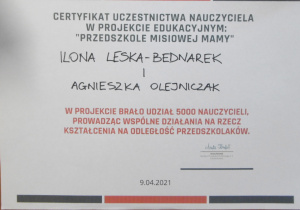 CERTYFIKAT UCZESTNICTWA NAUCZYCIELA
W PROJEKCIE EDUKACYJNYM:
"PRZEDSZKOLE MISIOWEJ MAMY"
ILONA LESKA-BEDNAREK
I
AGNIESZKA OLEJNICZAK
W PROJEKCIE BRAŁO UDZIAŁ 5000 NAUCZYCIELI,
PROWADZĄC WSPÓLNE DZIAŁANIA NA RZECZ
KSZTAŁCENIA NA ODLEGŁOŚĆ PRZEDSZKOLAKÓW.
9.04.2021